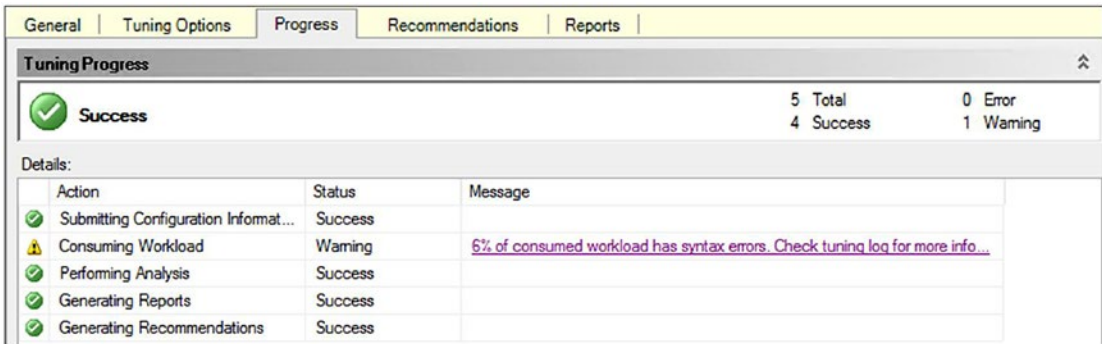 General Tuning Options Progress Recommendations Reports
Tuning Progress
Success
5 Total 0 Error
4 Success 1 Warning
Details:
Action Status Message
Submitting Configuration Informat... Success
Consuming Workload Warning 6% of consumed workload has syntax errors. Check tuning log for more info...
Performing Analysis Success
Generating Reports Success
Generating Recommendations Success